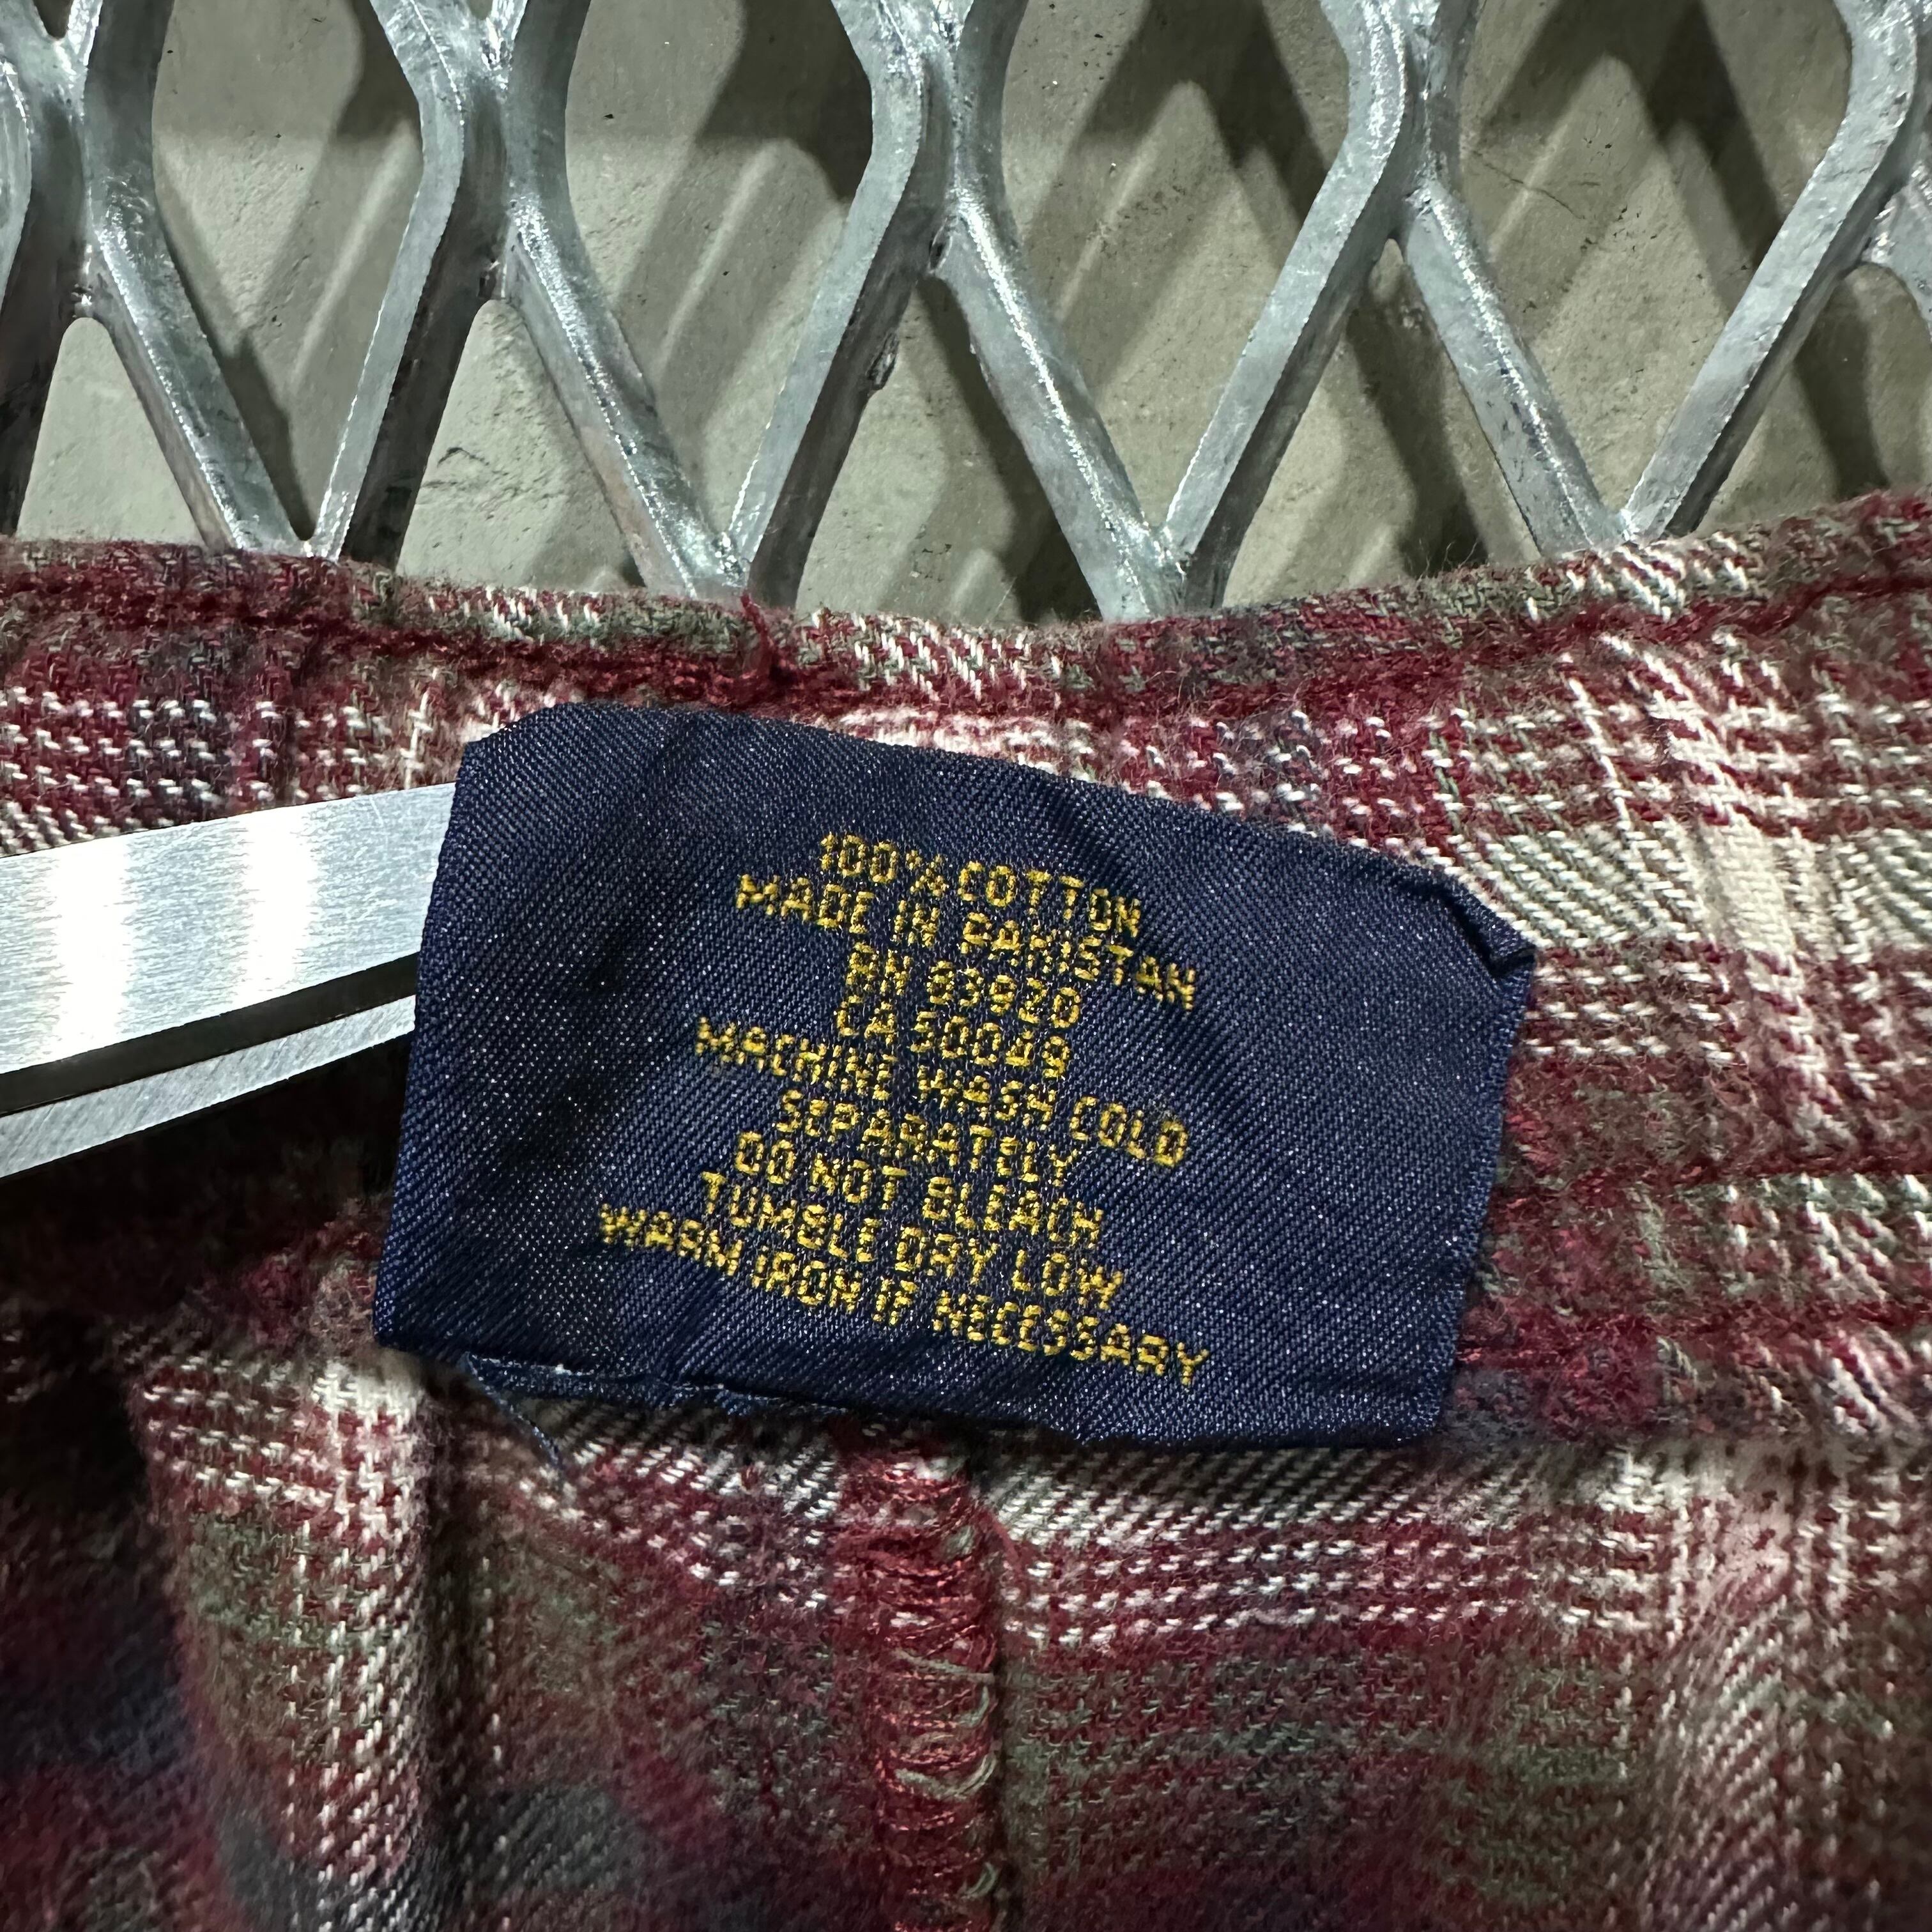 100% COTTON
MADE IN PAKISTAN
RN 83920
CA 50049
MACHINE WASH COLD
SEPARATELY
DO NOT BLEACH
TUMBLE DRY LOW
WARM IRON IF NECESSARY